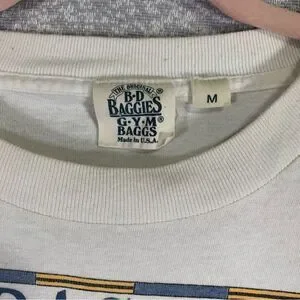 THE ORIGINAL
B·D®
BAGGIES
G·Y·M®
BAGGS
Made in U.S.A.
M